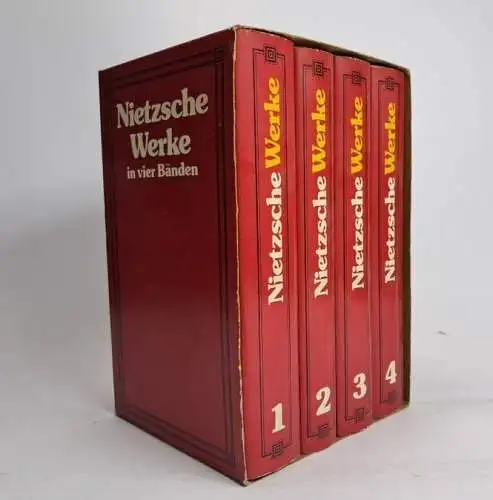 Nietzsche
Werke
in vier Bänden
Nietzsche Werke
1
Nietzsche Werke
2
Nietzsche Werke
3
Nietzsche Werke
4